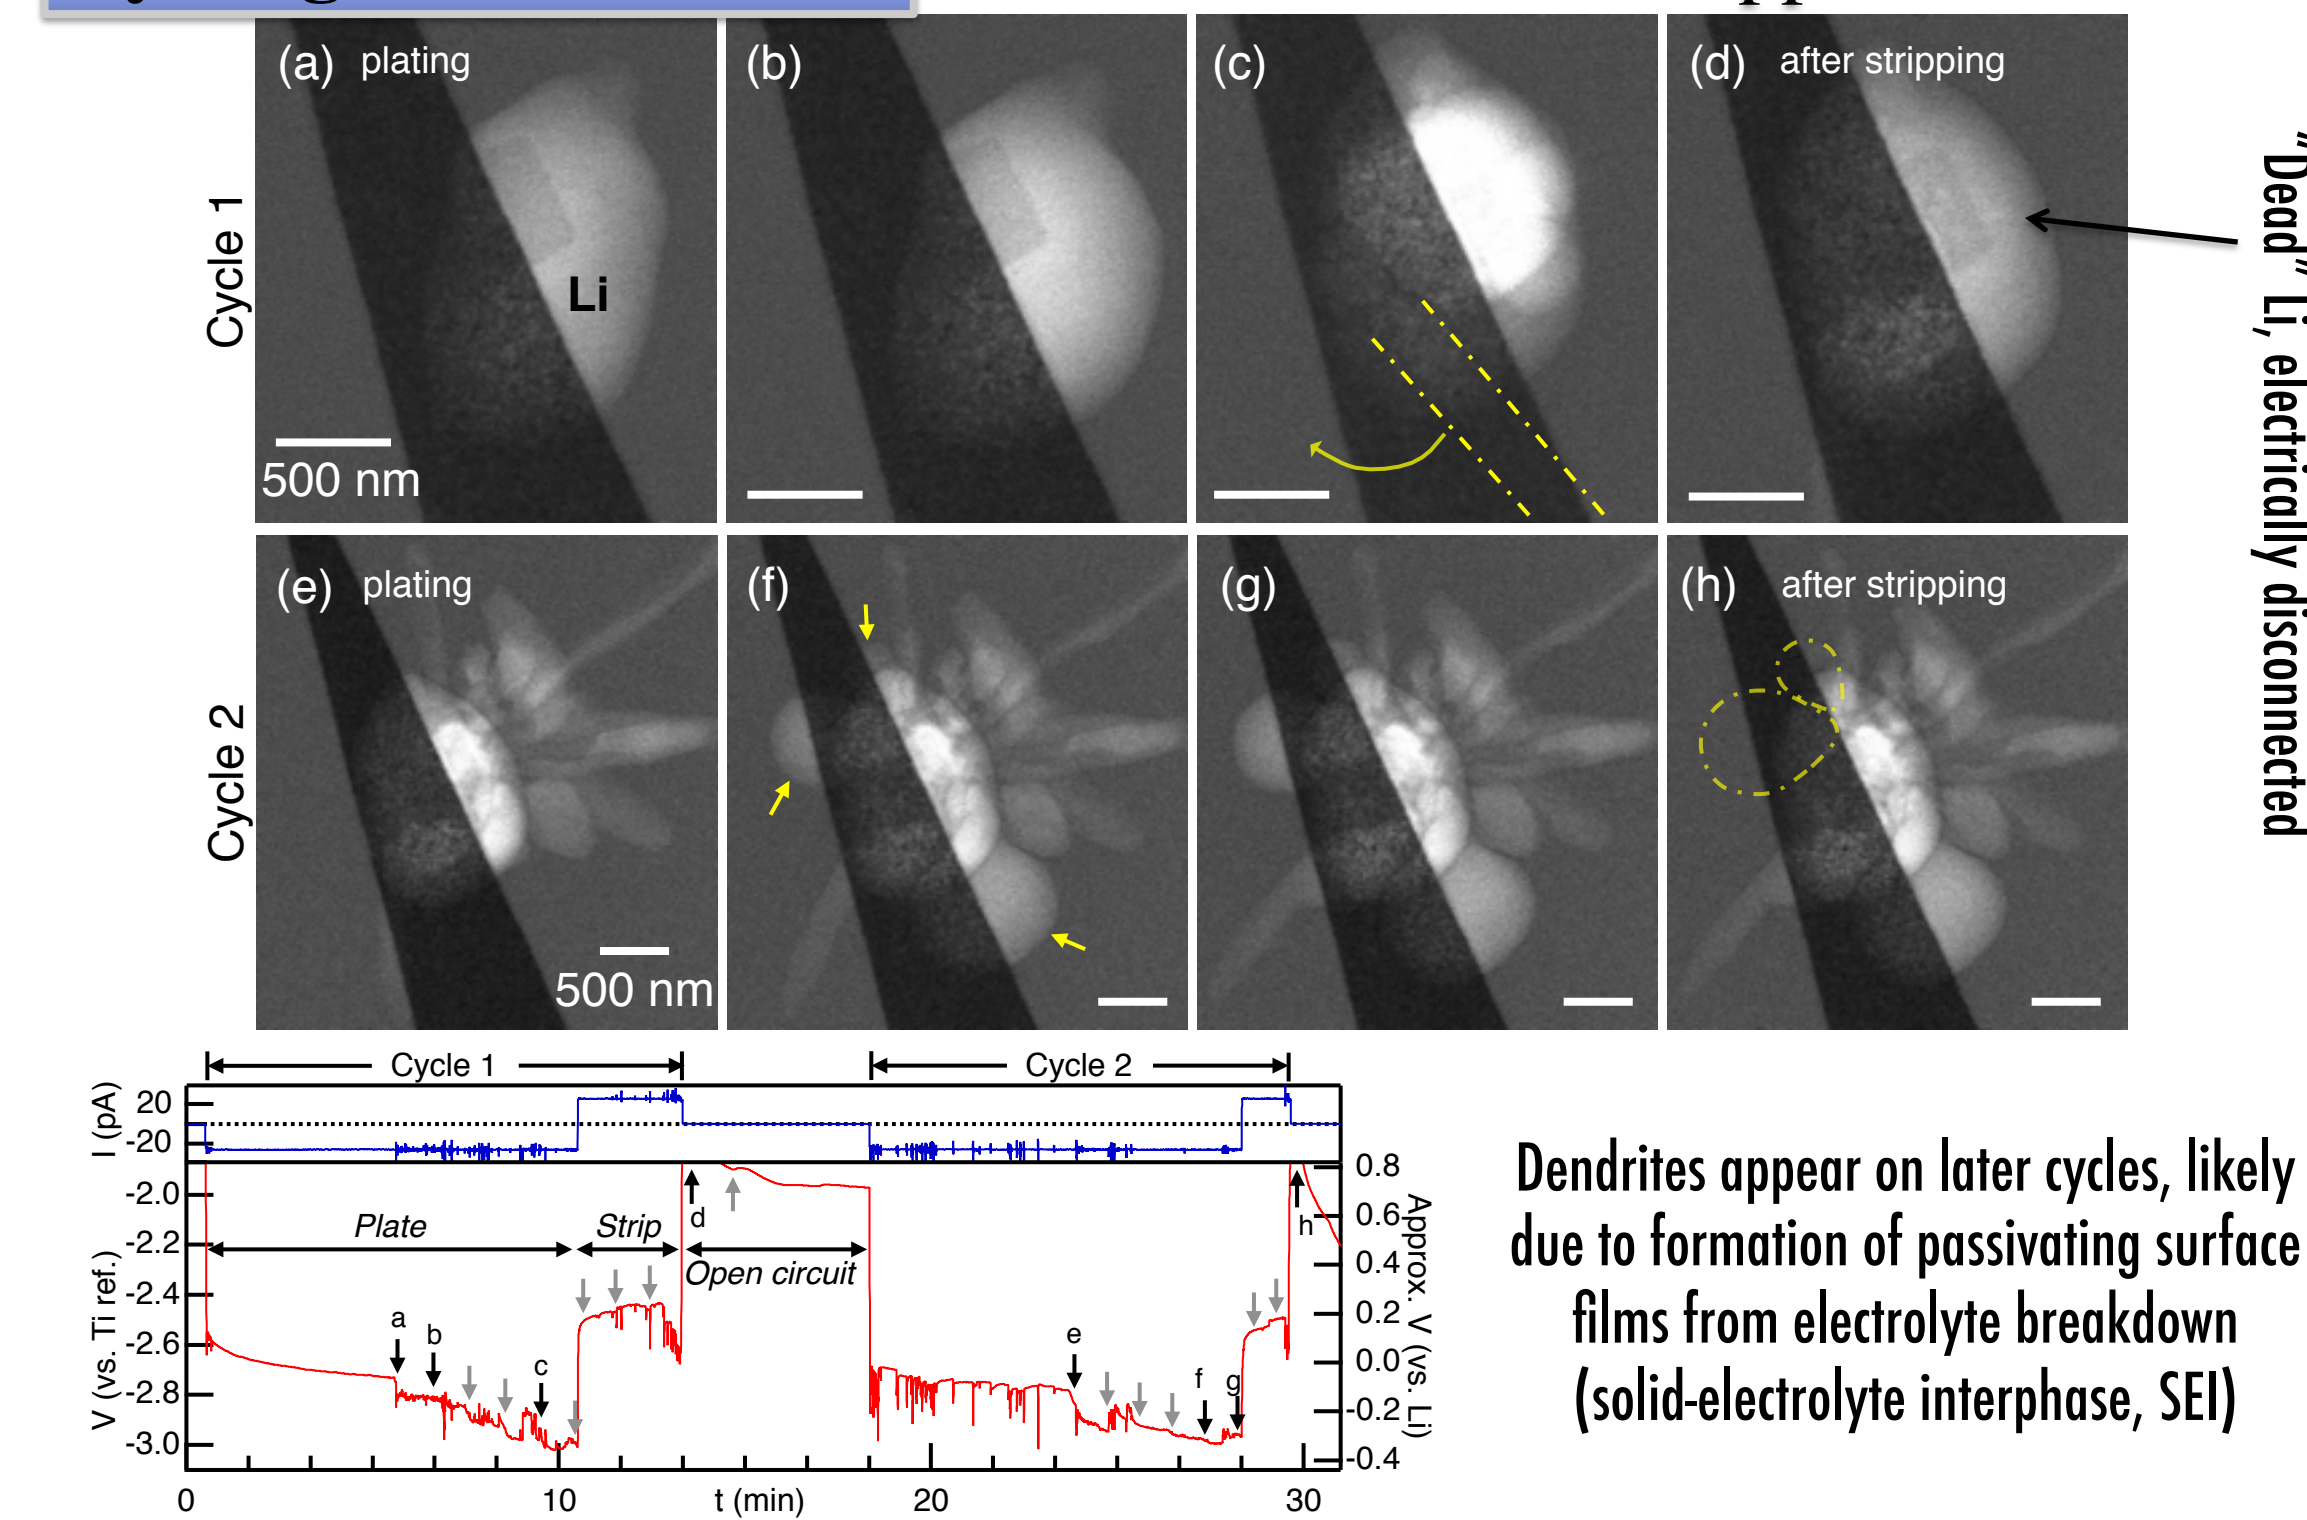 (a) plating
(b)
(c)
(d) after stripping
Cycle 1
Li
500 nm
"Dead" Li, electrically disconnected
(e) plating
(f)
(g)
(h) after stripping
Cycle 2
500 nm
Cycle 1
Cycle 2
I (pA)
20
-20
V (vs. Ti ref.)
-2.0
-2.2
-2.4
-2.6
-2.8
-3.0
Plate
Strip
Open circuit
a
b
c
d
e
f
g
h
0.8
0.6
0.4
0.2
0.0
-0.2
-0.4
Approx. V (vs. Li)
0
10
t (min)
20
30
Dendrites appear on later cycles, likely
due to formation of passivating surface
films from electrolyte breakdown
(solid-electrolyte interphase, SEI)